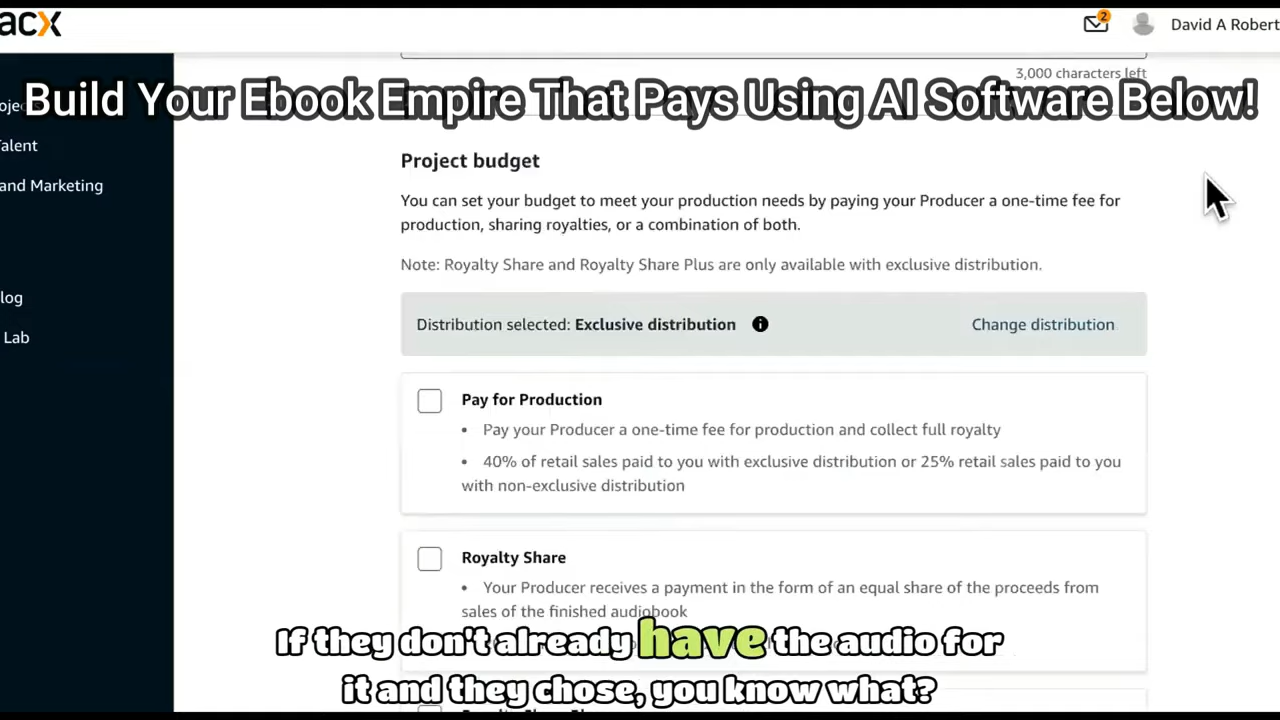 acx
2
David A Robert
3,000 characters left
Build Your Ebook Empire That Pays Using AI Software Below!
Talent
and Marketing
log
Lab
Project budget
You can set your budget to meet your production needs by paying your Producer a one-time fee for
production, sharing royalties, or a combination of both.
Note: Royalty Share and Royalty Share Plus are only available with exclusive distribution.
Distribution selected: Exclusive distribution
Change distribution
Pay for Production
• Pay your Producer a one-time fee for production and collect full royalty
• 40% of retail sales paid to you with exclusive distribution or 25% retail sales paid to you
with non-exclusive distribution
Royalty Share
• Your Producer receives a payment in the form of an equal share of the proceeds from
sales of the finished audiobook
If they don't already have the audio for
it and they chose, you know what?